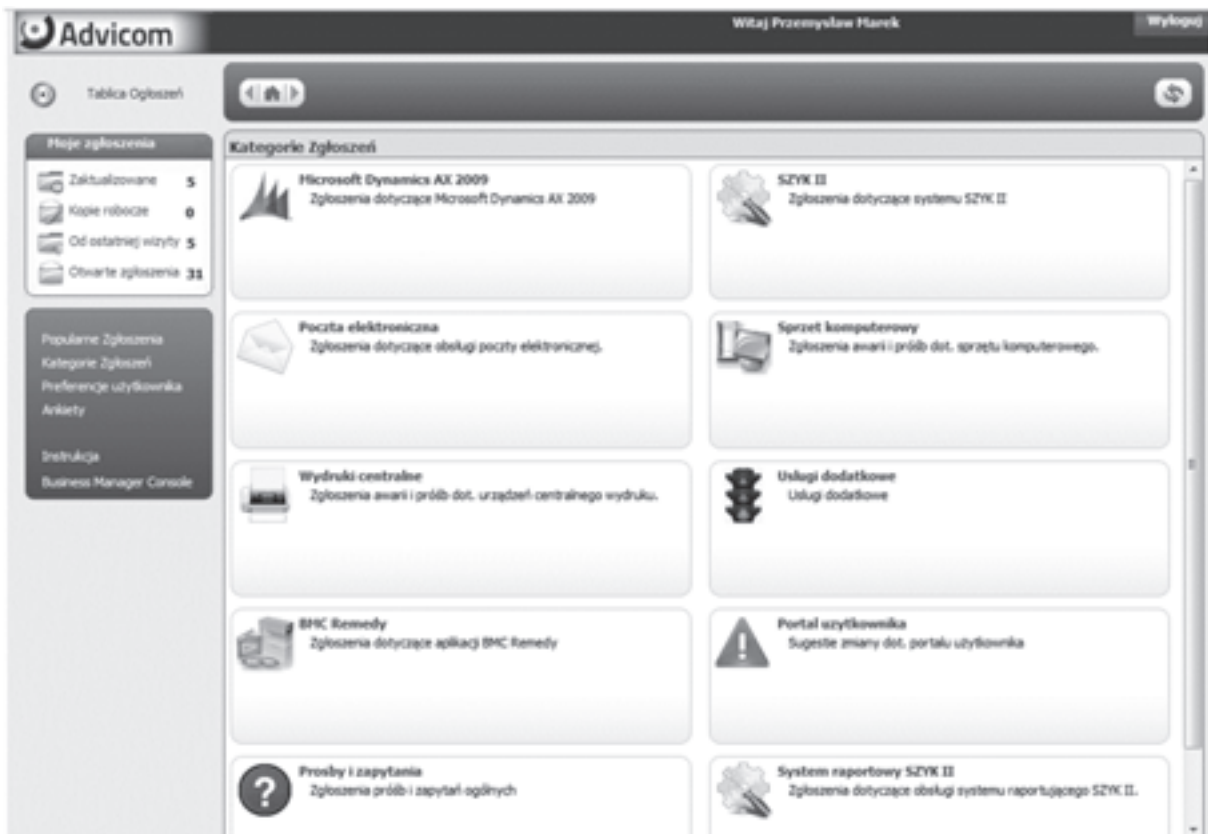 Advicom
Witaj Przemysław Marek
Wyloguj
Tablica Ogłoszeń
Moje zgłoszenia
Zaktualizowane 5
Kopie robocze 0
Od ostatniej wizyty 5
Otwarte zgłoszenia 31
Popularne Zgłoszenia
Kategorie Zgłoszeń
Preferencje użytkownika
Ankiety
Instrukcja
Business Manager Console
Kategorie Zgłoszeń
Microsoft Dynamics AX 2009
Zgłoszenia dotyczące Microsoft Dynamics AX 2009
SZYK II
Zgłoszenia dotyczące systemu SZYK II
Poczta elektroniczna
Zgłoszenia dotyczące obsługi poczty elektronicznej.
Sprzet komputerowy
Zgłoszenia awarii i próśb dot. sprzętu komputerowego.
Wydruki centralne
Zgłoszenia awarii i próśb dot. urządzeń centralnego wydruku.
Uslugi dodatkowe
Usługi dodatkowe
BMC Remedy
Zgłoszenia dotyczące aplikacji BMC Remedy
Portal uzytkownika
Sugestie zmiany dot. portalu użytkownika
Prosby i zapytania
Zgłoszenia próśb i zapytań ogólnych
System raportowy SZYK II
Zgłoszenia dotyczące obsługi systemu raportującego SZYK II.